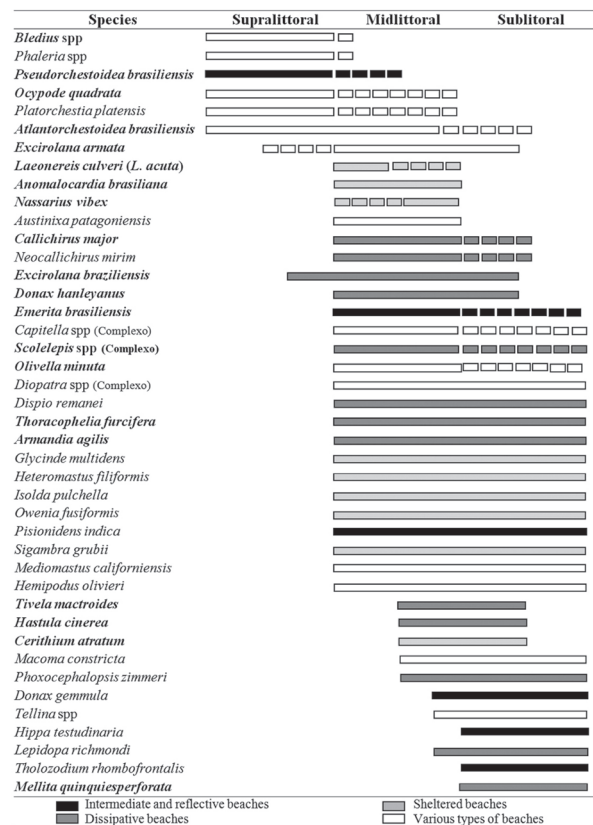 Species Supralittoral Midlittoral Sublitoral
Bledius spp
Phaleria spp
Pseudorchestoidea brasiliensis
Ocypode quadrata
Platorchestia platensis
Atlantorchestoidea brasiliensis
Excirolana armata
Laeonereis culveri (L. acuta)
Anomalocardia brasiliana
Nassarius vibex
Austinixa patagoniensis
Callichirus major
Neocallichirus mirim
Excirolana braziliensis
Donax hanleyanus
Emerita brasiliensis
Capitella spp (Complexo)
Scolelepis spp (Complexo)
Olivella minuta
Diopatra spp (Complexo)
Dispio remanei
Thoracophelia furcifera
Armandia agilis
Glycinde multidens
Heteromastus filiformis
Isolda pulchella
Owenia fusiformis
Pisionidens indica
Sigambra grubii
Mediomastus californiensis
Hemipodus olivieri
Tivela mactroides
Hastula cinerea
Cerithium atratum
Macoma constricta
Phoxocephalopsis zimmeri
Donax gemmula
Tellina spp
Hippa testudinaria
Lepidopa richmondi
Tholozodium rhombofrontalis
Mellita quinquiesperforata
Intermediate and reflective beaches Sheltered beaches
Dissipative beaches Various types of beaches